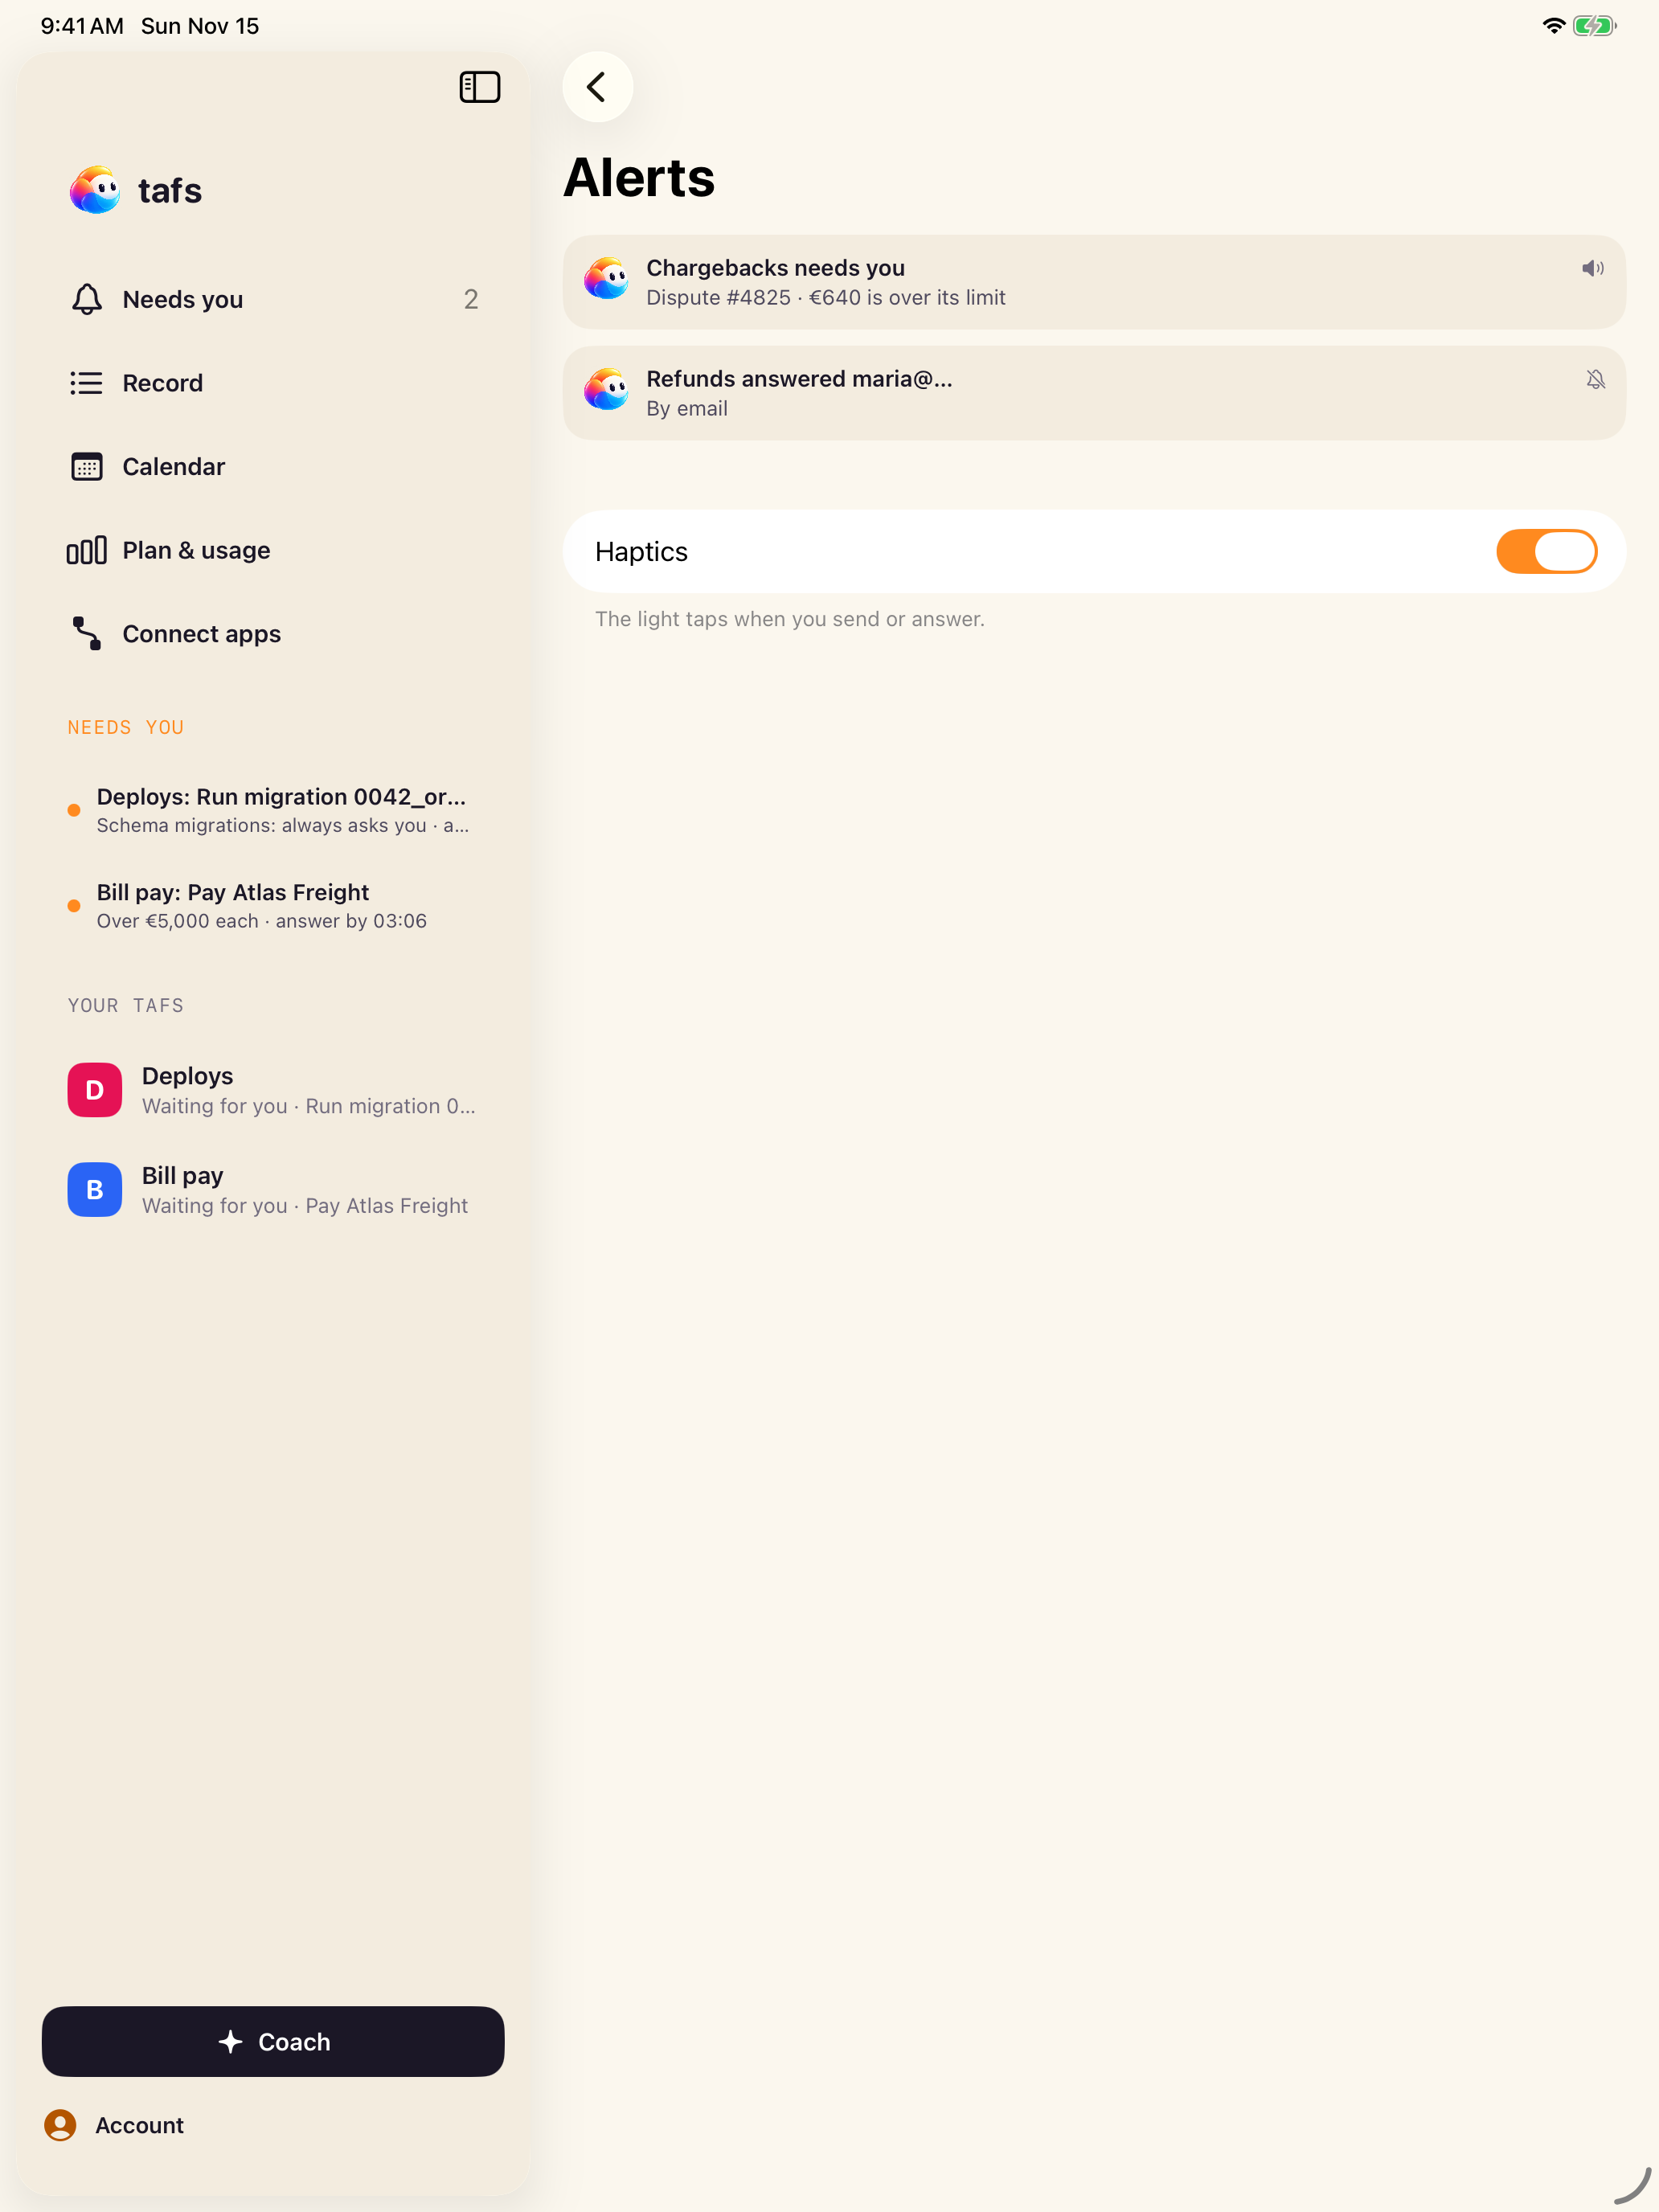 9:41 AM Sun Nov 15
tafs
Needs you 2
Record
Calendar
Plan & usage
Connect apps
NEEDS YOU
Deploys: Run migration 0042_or...
Schema migrations: always asks you · a...
Bill pay: Pay Atlas Freight
Over €5,000 each · answer by 03:06
YOUR TAFS
D
Deploys
Waiting for you · Run migration 0...
B
Bill pay
Waiting for you · Pay Atlas Freight
Coach
Account
Alerts
Chargebacks needs you
Dispute #4825 · €640 is over its limit
Refunds answered maria@...
By email
Haptics
The light taps when you send or answer.